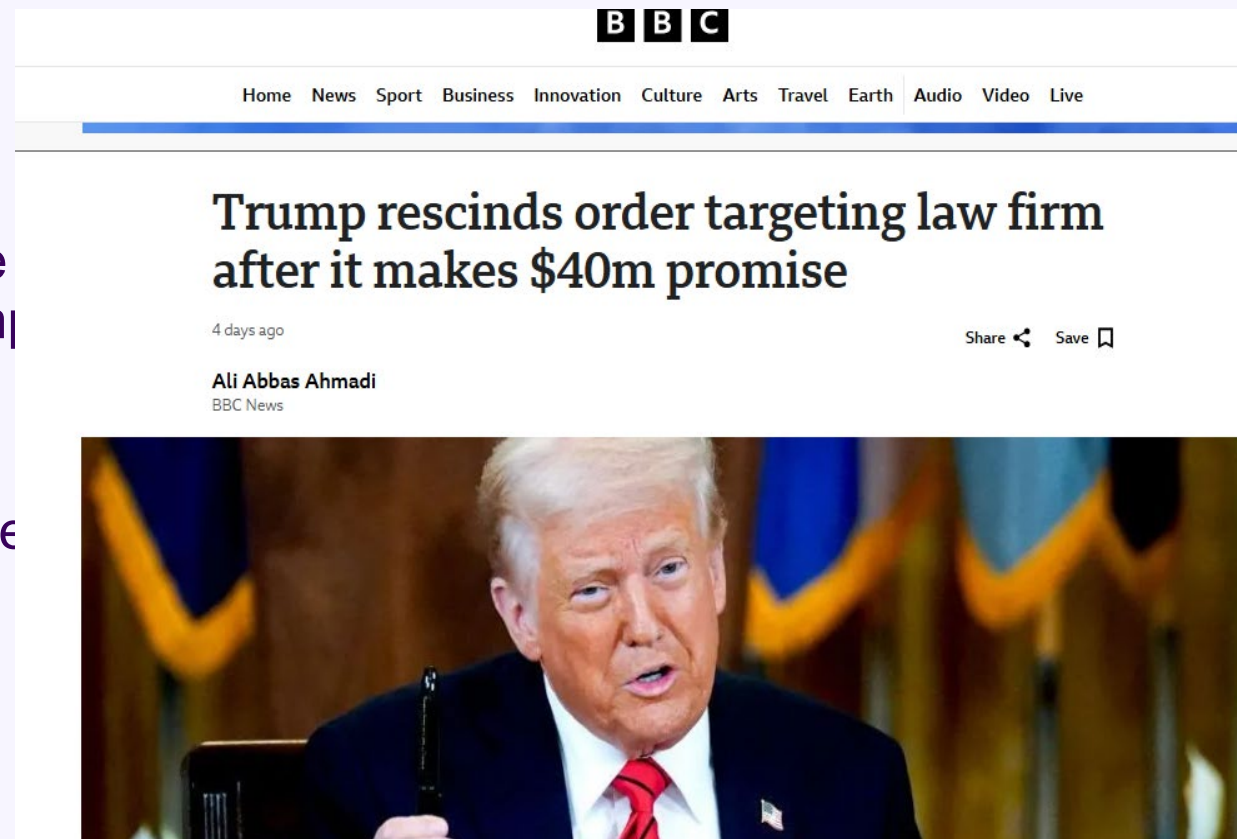 BBC
Home News Sport Business Innovation Culture Arts Travel Earth Audio Video Live
Trump rescinds order targeting law firm
after it makes $40m promise
4 days ago
Share Save
Ali Abbas Ahmadi
BBC News